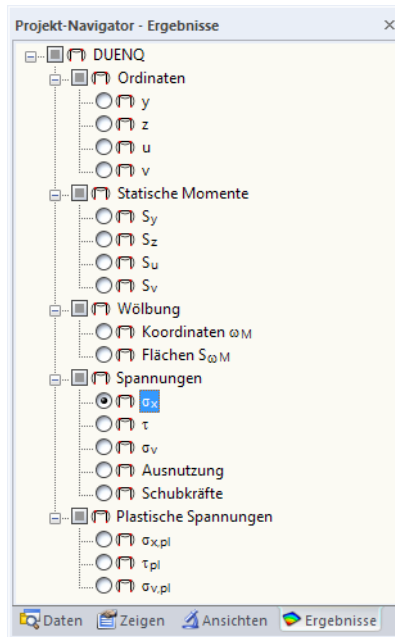 Projekt-Navigator - Ergebnisse
DUENQ
Ordinaten
y
z
u
v
Statische Momente
Sy
Sz
Su
Sv
Wölbung
Koordinaten ωM
Flächen SωM
Spannungen
σx
τ
σv
Ausnutzung
Schubkräfte
Plastische Spannungen
σx,pl
τpl
σv,pl
Daten Zeigen Ansichten Ergebnisse